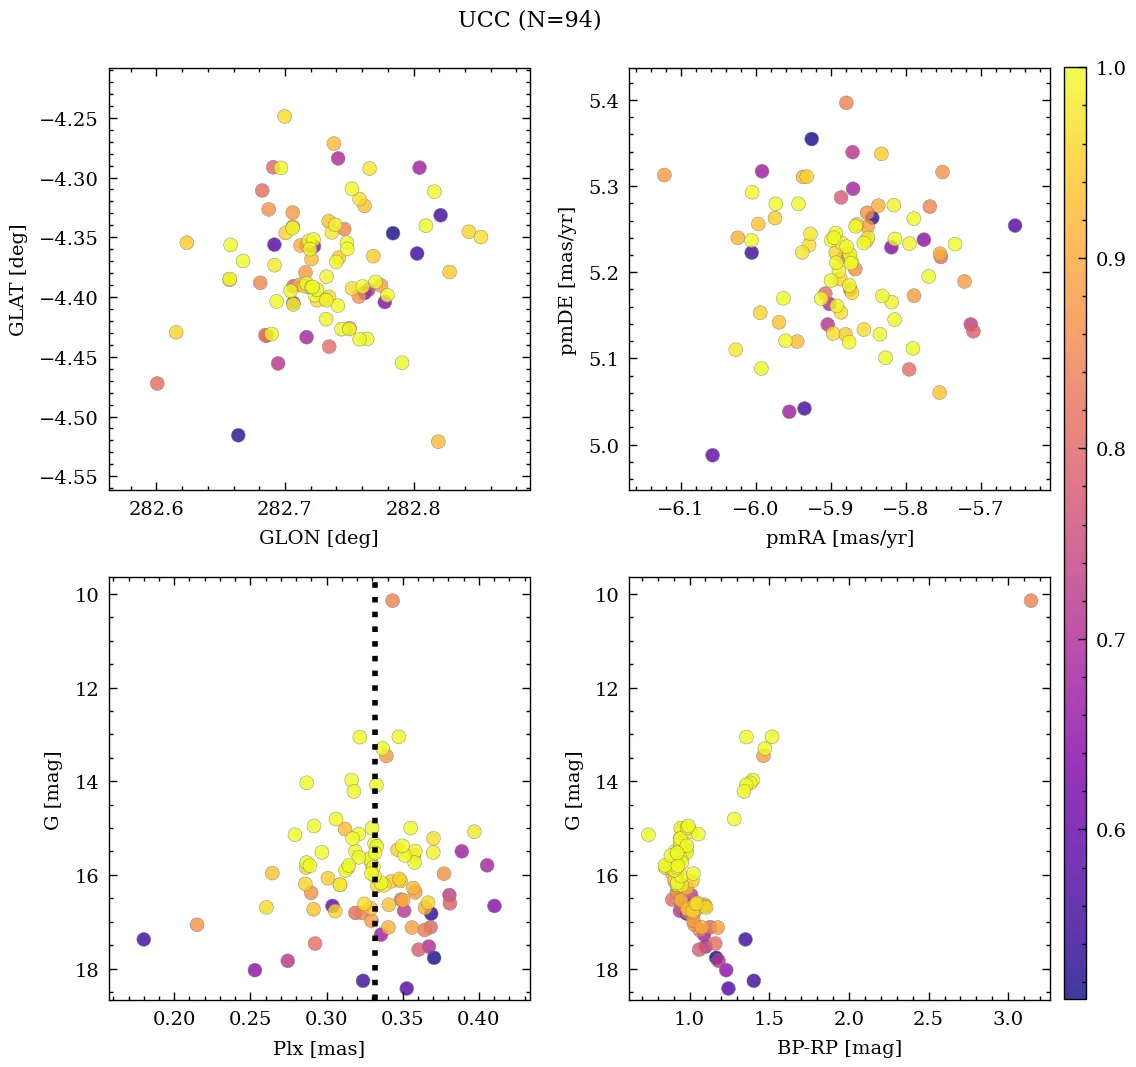 UCC (N=94)
−4.25
−4.30
−4.35
−4.40
−4.45
−4.50
−4.55
282.6 282.7 282.8
GLON [deg]
GLAT [deg]
5.4
5.3
5.2
5.1
5.0
−6.1 −6.0 −5.9 −5.8 −5.7
pmRA [mas/yr]
pmDE [mas/yr]
10
12
14
16
18
0.20 0.25 0.30 0.35 0.40
Plx [mas]
G [mag]
10
12
14
16
18
1.0 1.5 2.0 2.5 3.0
BP-RP [mag]
G [mag]
1.0
0.9
0.8
0.7
0.6